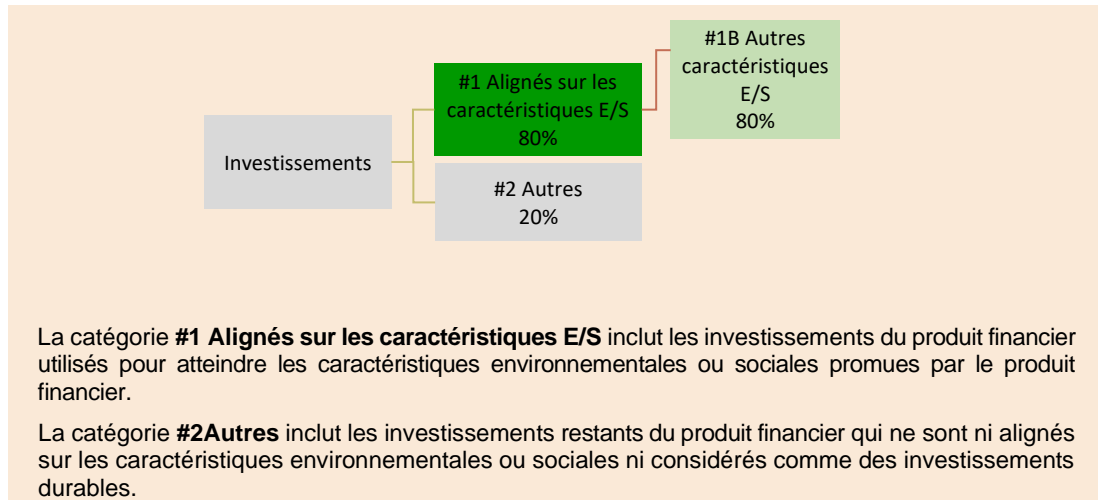 #1B Autres
caractéristiques
E/S
80%
#1 Alignés sur les
caractéristiques E/S
80%
Investissements
#2 Autres
20%
La catégorie #1 Alignés sur les caractéristiques E/S inclut les investissements du produit financier
utilisés pour atteindre les caractéristiques environnementales ou sociales promues par le produit
financier.
La catégorie #2Autres inclut les investissements restants du produit financier qui ne sont ni alignés
sur les caractéristiques environnementales ou sociales ni considérés comme des investissements
durables.